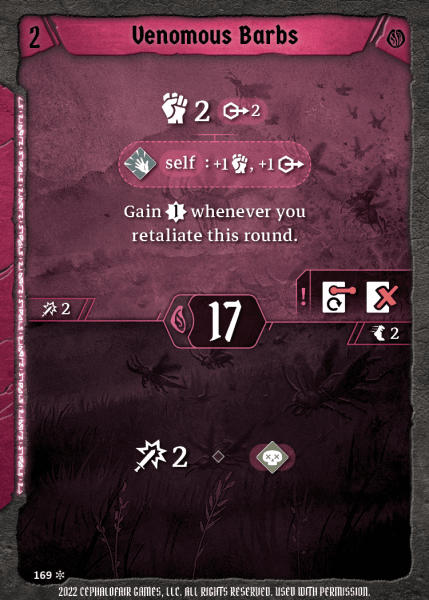 2
Venomous Barbs
2 2
self : +1 , +1
Gain 1 whenever you
retaliate this round.
!
2
17
2
2
169
2022 CEPHALOFAIR GAMES, LLC. ALL RIGHTS RESERVED. USED WITH PERMISSION.